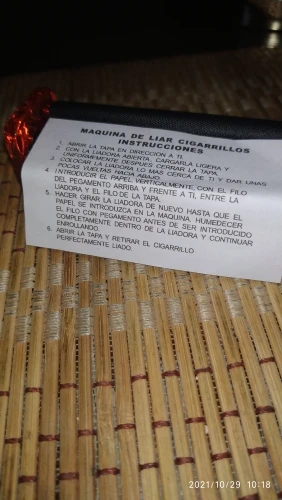 MAQUINA DE LIAR CIGARRILLOS
INSTRUCCIONES
1. ABRIR LA TAPA EN DIRECCION A TI.
2. CON LA LIADORA ABIERTA, CARGARLA LIGERA Y
UNIFORMEMENTE DESPUES CERRAR LA TAPA.
3. COLOCAR LA LIADORA LO MAS CERCA DE TI Y DAR UNAS
POCAS VUELTAS HACIA ABAJO.
4. INTRODUCIR EL PAPEL VERTICALMENTE, CON EL FILO
DEL PEGAMENTO ARRIBA Y FRENTE A TI, ENTRE LA
LIADORA Y EL FILO DE LA TAPA.
5. HACER GIRAR LA LIADORA DE NUEVO HASTA QUE EL
PAPEL SE INTRODUZCA EN LA MAQUINA. HUMEDECER
EL FILO CON PEGAMENTO ANTES DE SER INTRODUCIDO
COMPLETAMENTE DENTRO DE LA LIADORA Y CONTINUAR
ENROLLANDO.
6. ABRIR LA TAPA Y RETIRAR EL CIGARRILLO
PERFECTAMENTE LIADO.
2021/10/29 10:18